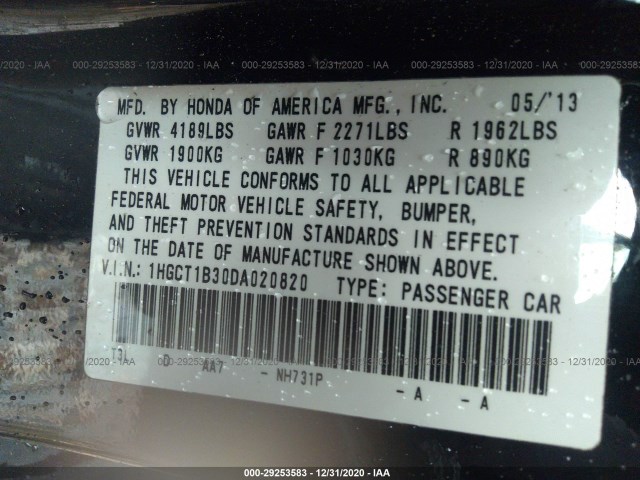 000-29253583 - 12/31/2020 - IAA
MFD. BY HONDA OF AMERICA MFG., INC. 05/'13
GVWR 4189LBS GAWR F 2271LBS R 1962LBS
GVWR 1900KG GAWR F 1030KG R 890KG
THIS VEHICLE CONFORMS TO ALL APPLICABLE
FEDERAL MOTOR VEHICLE SAFETY, BUMPER,
AND THEFT PREVENTION STANDARDS IN EFFECT
ON THE DATE OF MANUFACTURE SHOWN ABOVE.
V.I.N.: 1HGCT1B30DA020820 TYPE: PASSENGER CAR
D AA7 - NH731P - A - A
000-29253583 - 12/31/2020 - IAA